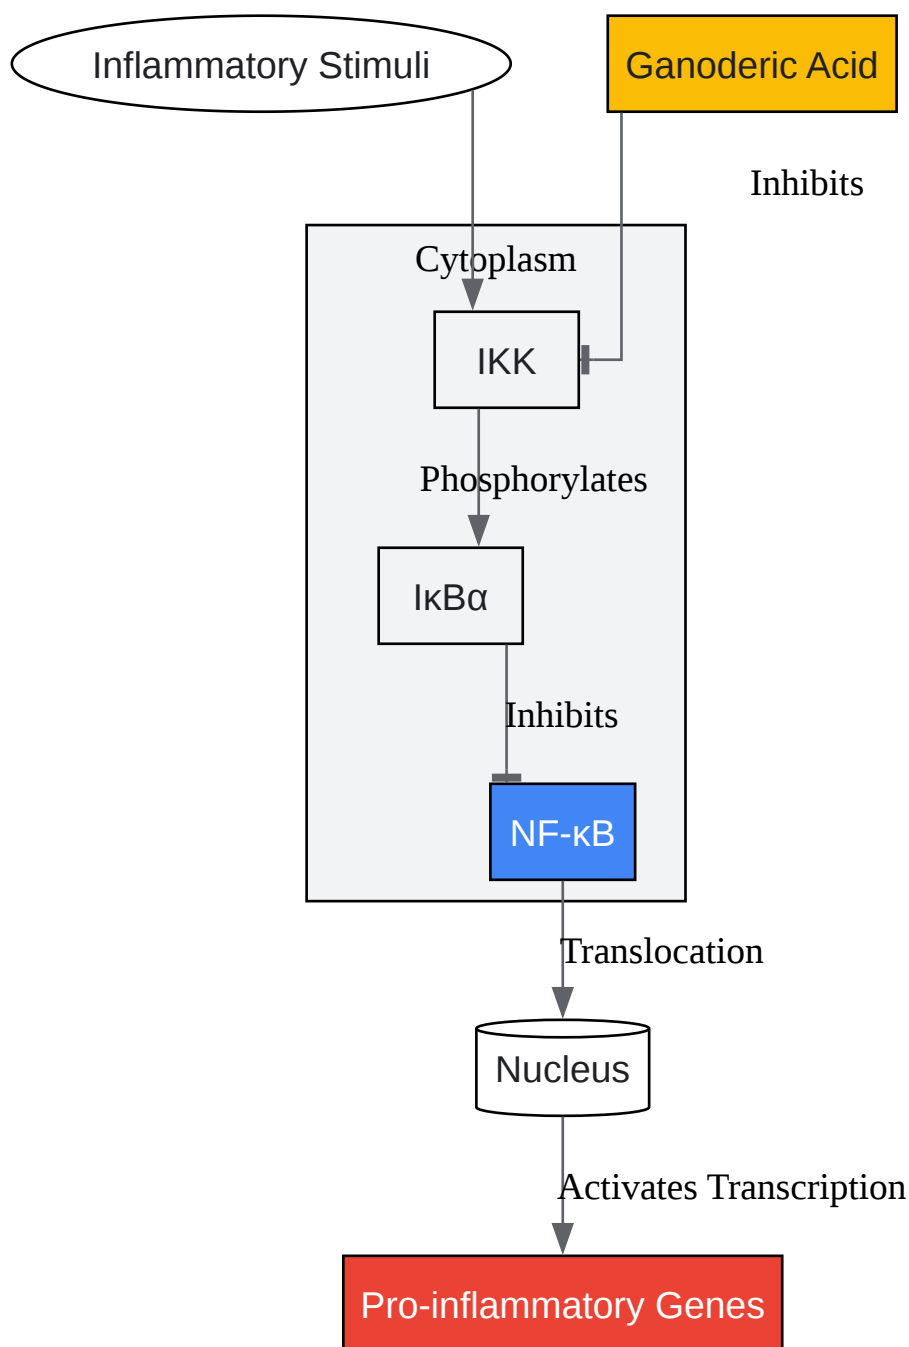 Inflammatory Stimuli
Ganoderic Acid
Inhibits
Cytoplasm
IKK
Phosphorylates
IκBα
Inhibits
NF-κB
Translocation
Nucleus
Activates Transcription
Pro-inflammatory Genes